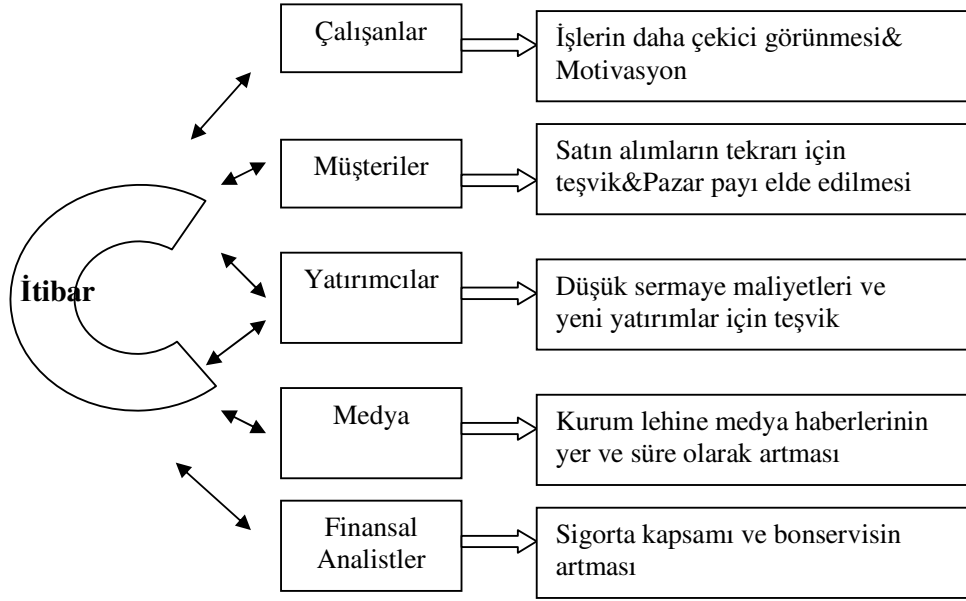 Çalışanlar
İşlerin daha çekici görünmesi&
Motivasyon
Müşteriler
Satın alımların tekrarı için
teşvik&Pazar payı elde edilmesi
İtibar
Yatırımcılar
Düşük sermaye maliyetleri ve
yeni yatırımlar için teşvik
Medya
Kurum lehine medya haberlerinin
yer ve süre olarak artması
Finansal
Analistler
Sigorta kapsamı ve bonservisin
artması